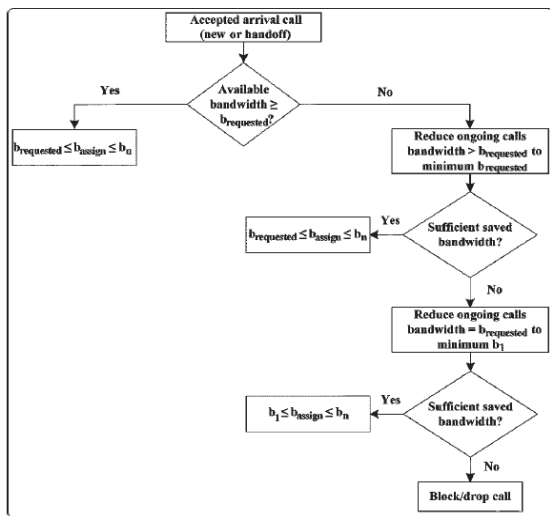 Accepted arrival call
(new or handoff)
Available
bandwidth ≥
b_requested?
Yes
No
b_requested ≤ b_assign ≤ b_n
Reduce ongoing calls
bandwidth > b_requested to
minimum b_requested
Sufficient saved
bandwidth?
Yes
b_requested ≤ b_assign ≤ b_n
No
Reduce ongoing calls
bandwidth = b_requested to
minimum b_1
Sufficient saved
bandwidth?
Yes
b_1 ≤ b_assign ≤ b_n
No
Block/drop call